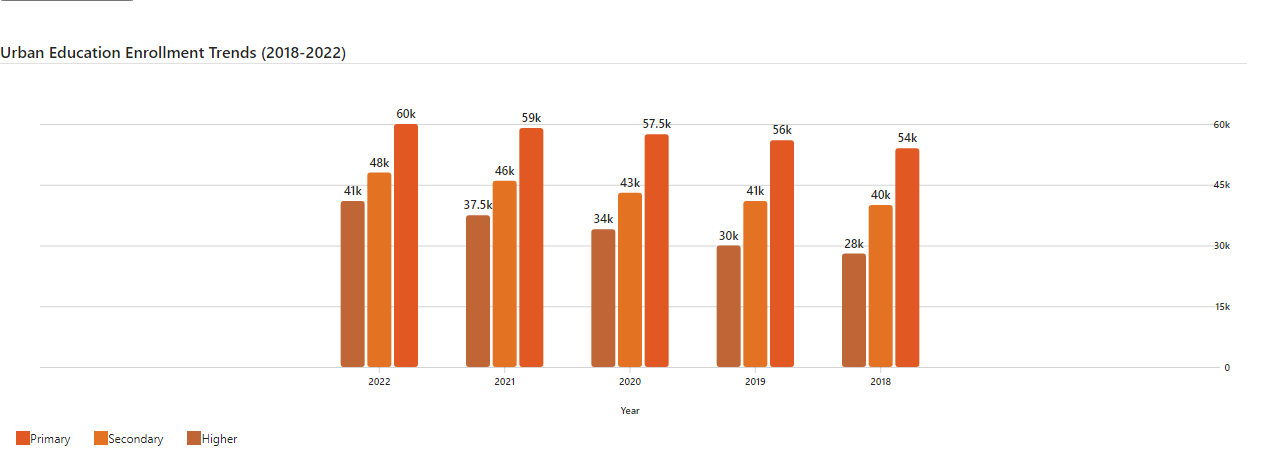 Urban Education Enrollment Trends (2018-2022)
60k
59k
57.5k
56k
54k
48k
46k
43k
41k
40k
41k
37.5k
34k
30k
28k
60k
45k
30k
15k
0
2022 2021 2020 2019 2018
Year
Primary Secondary Higher